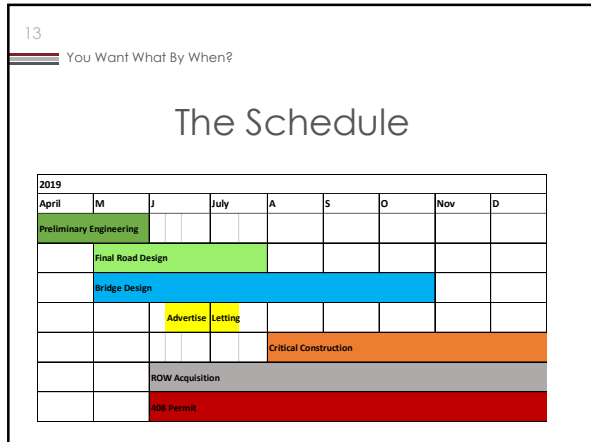 13
You Want What By When?
The Schedule
2019
April M J July A S O Nov D
Preliminary Engineering
Final Road Design
Bridge Design
Advertise Letting
Critical Construction
ROW Acquisition
408 Permit